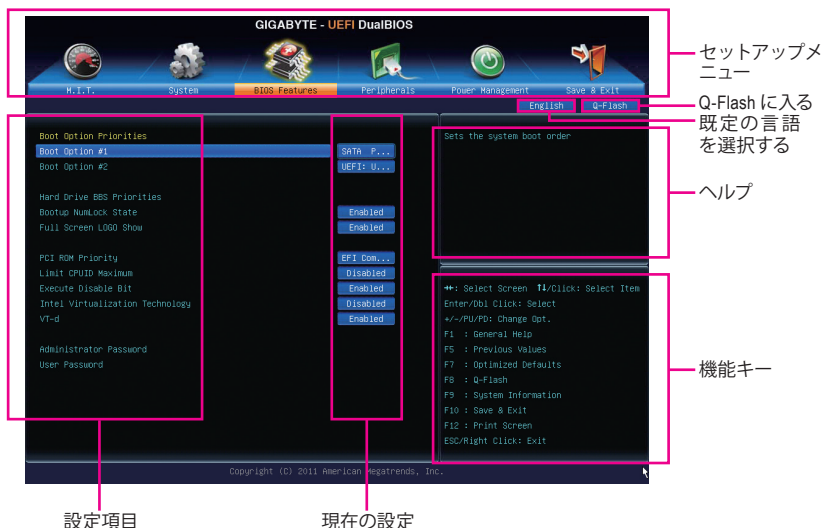 GIGABYTE - UEFI DualBIOS
M.I.T.
System
BIOS Features
Peripherals
Power Management
Save & Exit
セットアップメ
ニュー
English
Q-Flash
Q-Flash に入る
既定の言語
を選択する
Boot Option Priorities
Boot Option #1 SATA P...
Boot Option #2 UEFI: U...
Hard Drive BBS Priorities
Bootup NumLock State Enabled
Full Screen LOGO Show Enabled
PCI ROM Priority EFI Com...
Limit CPUID Maximum Disabled
Execute Disable Bit Enabled
Intel Virtualization Technology Disabled
VT-d Enabled
Administrator Password
User Password
Sets the system boot order
ヘルプ
→←: Select Screen ↑↓/Click: Select Item
Enter/Dbl Click: Select
+/-/PU/PD: Change Opt.
F1 : General Help
F5 : Previous Values
F7 : Optimized Defaults
F8 : Q-Flash
F9 : System Information
F10 : Save & Exit
F12 : Print Screen
ESC/Right Click: Exit
機能キー
Copyright (C) 2011 American Megatrends, Inc.
設定項目
現在の設定